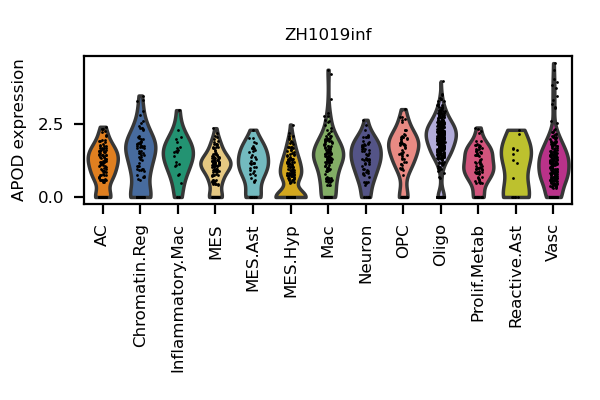 ZH1019inf
APOD expression
2.5
0.0
AC
Chromatin.Reg
Inflammatory.Mac
MES
MES.Ast
MES.Hyp
Mac
Neuron
OPC
Oligo
Prolif.Metab
Reactive.Ast
Vasc